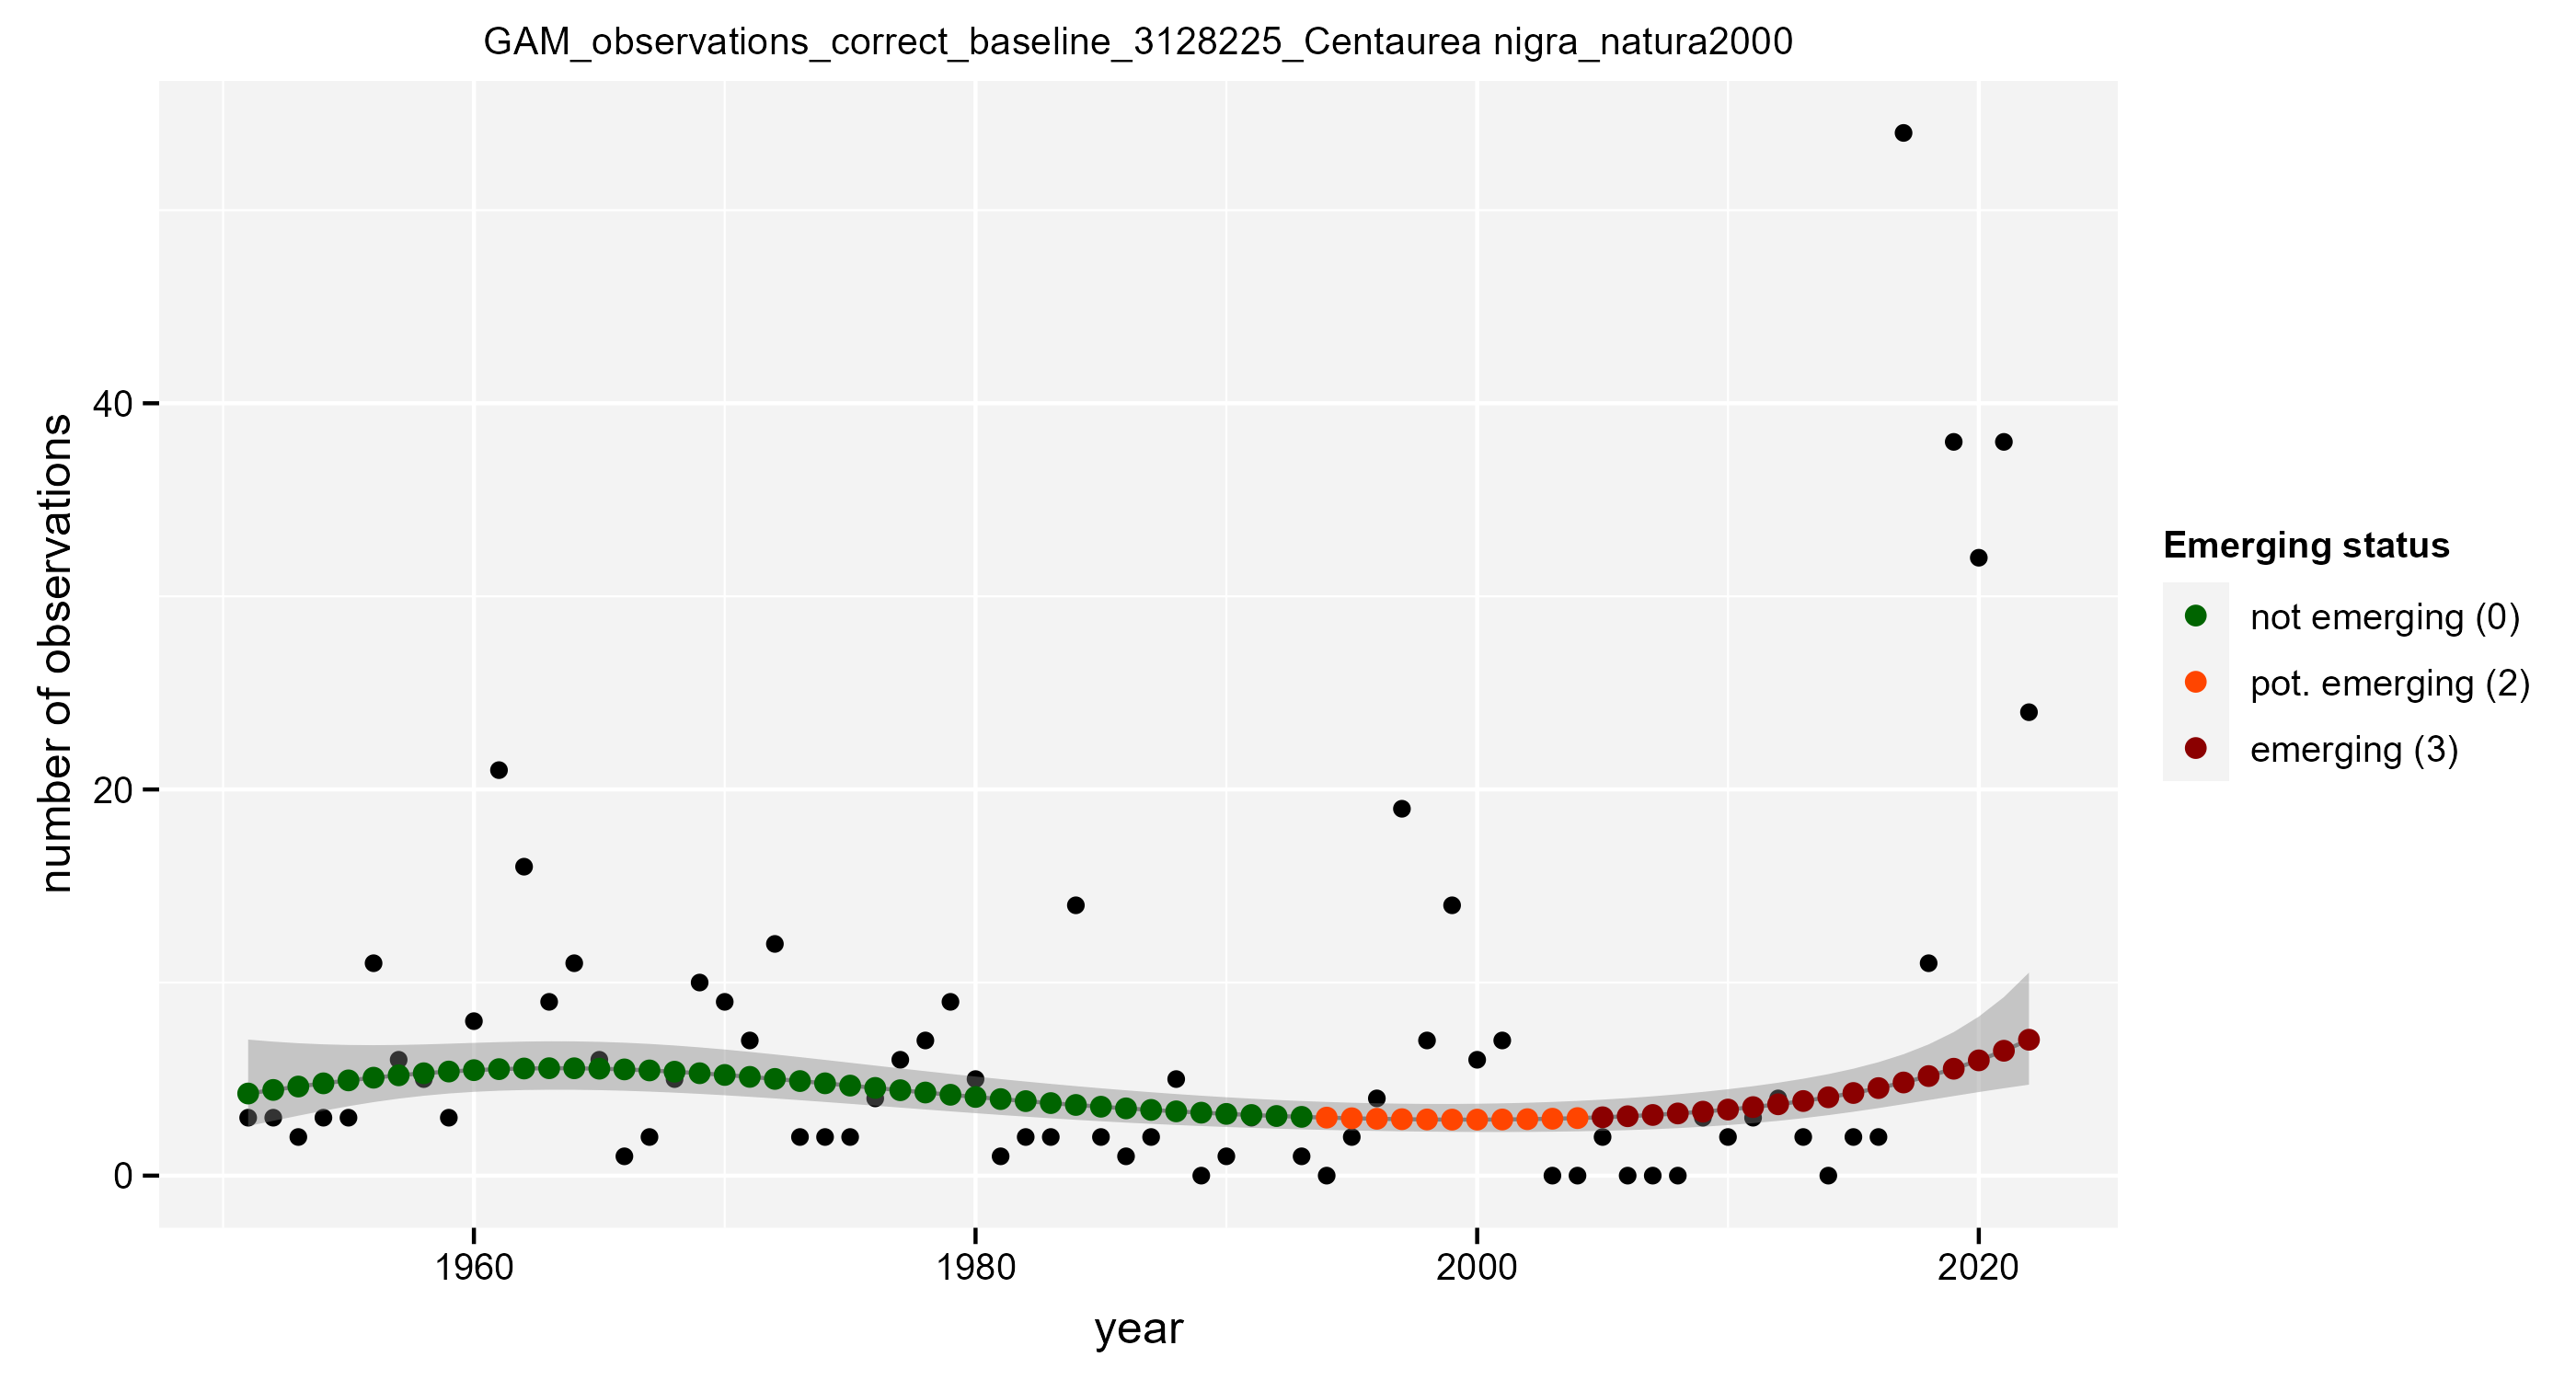 GAM_observations_correct_baseline_3128225_Centaurea nigra_natura2000
number of observations
40
20
0
1960
1980
2000
2020
year
Emerging status
not emerging (0)
pot. emerging (2)
emerging (3)